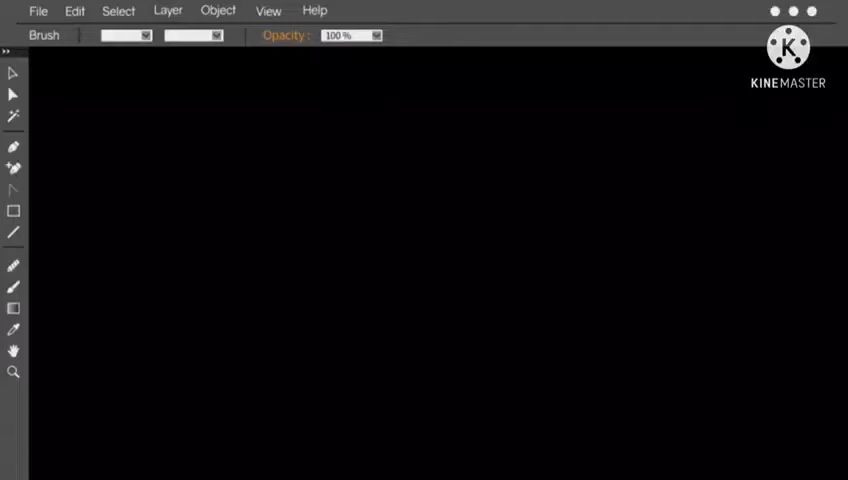 File Edit Select Layer Object View Help
Brush Opacity : 100 %
K
KINEMASTER